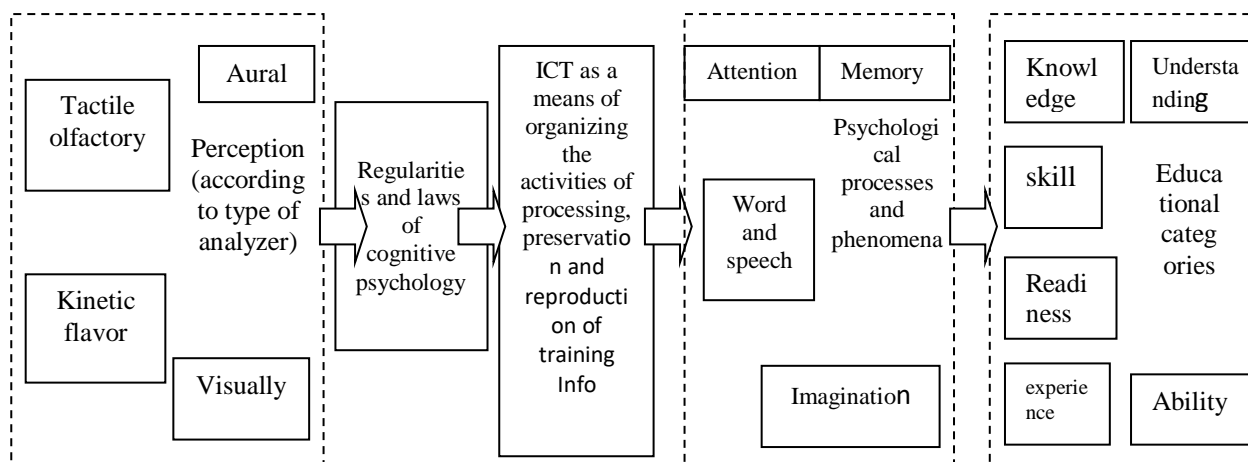 Aural
Tactile
olfactory
Perception
(according
to type of
analyzer)
Kinetic
flavor
Visually
Regularitie
s and laws
of
cognitive
psychology
ICT as a
means of
organizing
the
activities of
processing,
preservatio
n and
reproducti
on of
training
Info
Attention
Memory
Psychologi
cal
processes
and
phenomena
Word
and
speech
Imagination
Knowl
edge
Understa
nding
skill
Educa
tional
categ
ories
Readi
ness
experie
nce
Ability